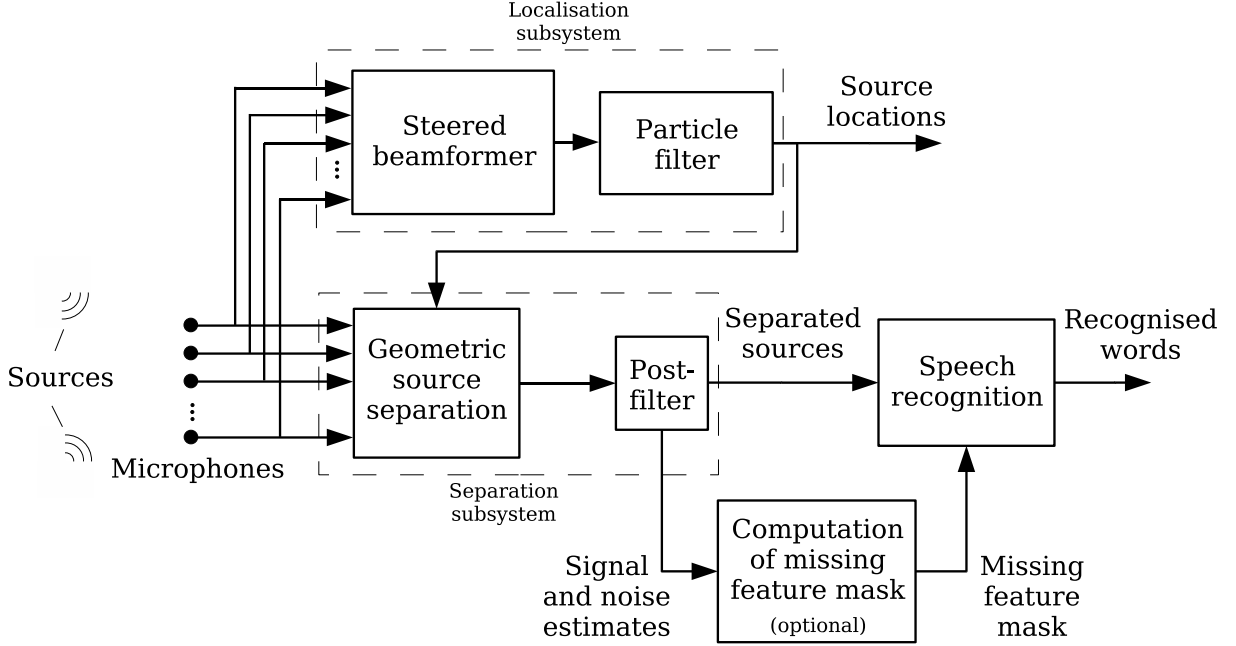 Localisation
subsystem
Steered
beamformer
...
Particle
filter
Source
locations
Sources
...
Microphones
Geometric
source
separation
Post-
filter
Separated
sources
Speech
recognition
Recognised
words
Separation
subsystem
Signal
and noise
estimates
Computation
of missing
feature mask
(optional)
Missing
feature
mask